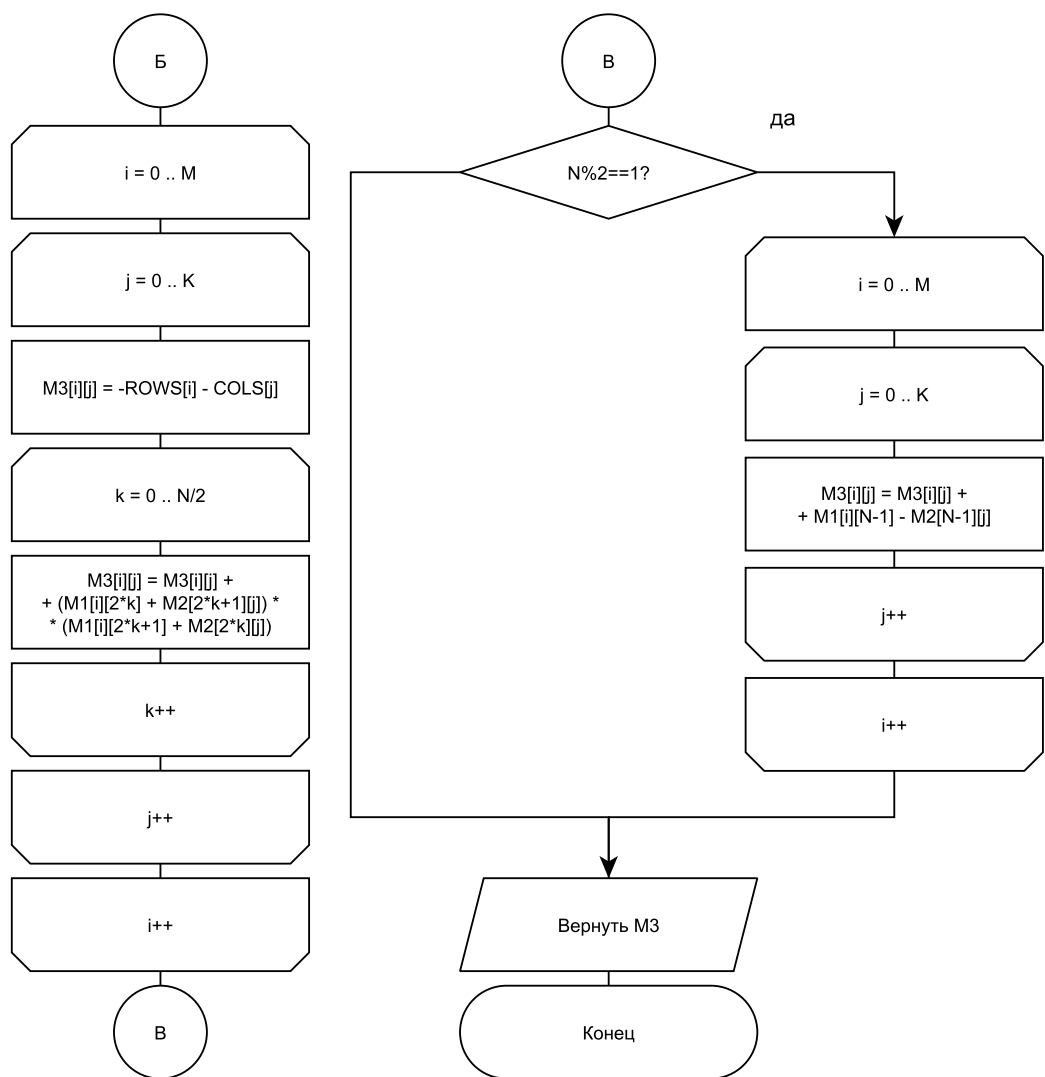 Б
i = 0 .. M
j = 0 .. K
M3[i][j] = -ROWS[i] - COLS[j]
k = 0 .. N/2
M3[i][j] = M3[i][j] +
+ (M1[i][2*k] + M2[2*k+1][j]) *
* (M1[i][2*k+1] + M2[2*k][j])
k++
j++
i++
В
В
да
N%2==1?
i = 0 .. M
j = 0 .. K
M3[i][j] = M3[i][j] +
+ M1[i][N-1] - M2[N-1][j]
j++
i++
Вернуть M3
Конец